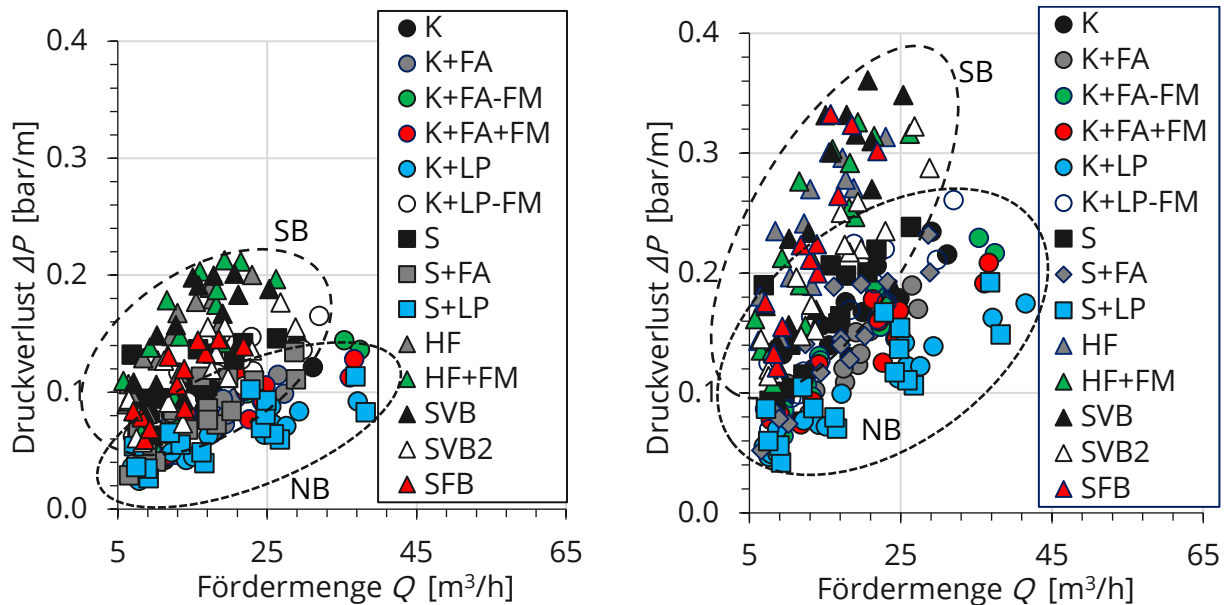 Druckverlust ΔP [bar/m]
0.4
0.3
0.2
0.1
0.0
SB
NB
5
25
45
65
Fördermenge Q [m³/h]
K
K+FA
K+FA-FM
K+FA+FM
K+LP
K+LP-FM
S
S+FA
S+LP
HF
HF+FM
SVB
SVB2
SFB
Druckverlust ΔP [bar/m]
0.4
0.3
0.2
0.1
0.0
SB
NB
5
25
45
65
Fördermenge Q [m³/h]
K
K+FA
K+FA-FM
K+FA+FM
K+LP
K+LP-FM
S
S+FA
S+LP
HF
HF+FM
SVB
SVB2
SFB